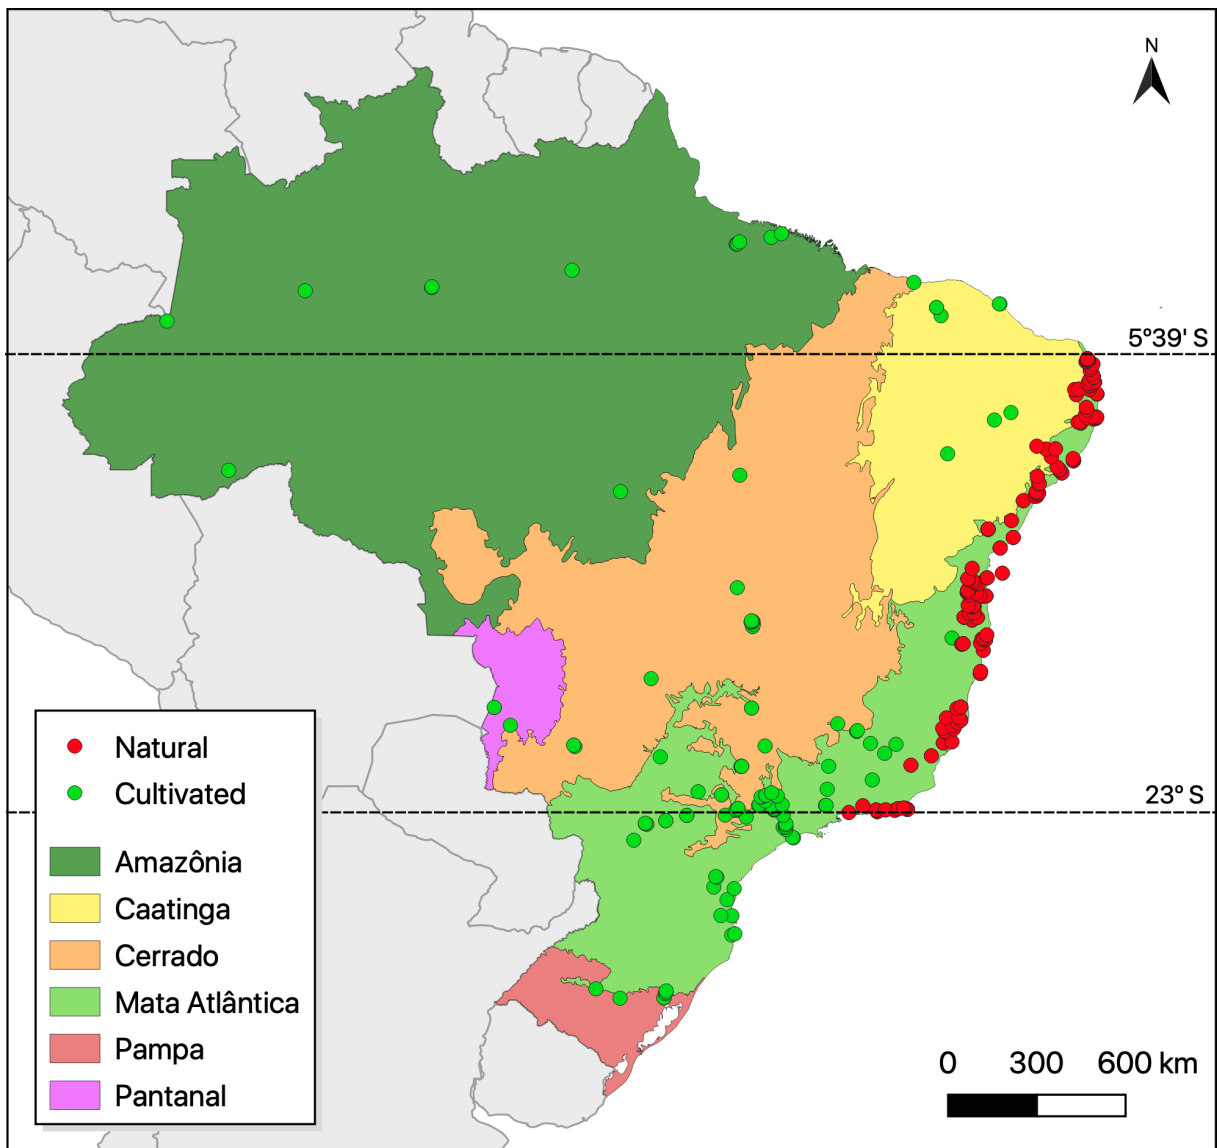 N
5°39' S
23° S
Natural
Cultivated
Amazônia
Caatinga
Cerrado
Mata Atlântica
Pampa
Pantanal
0 300 600 km